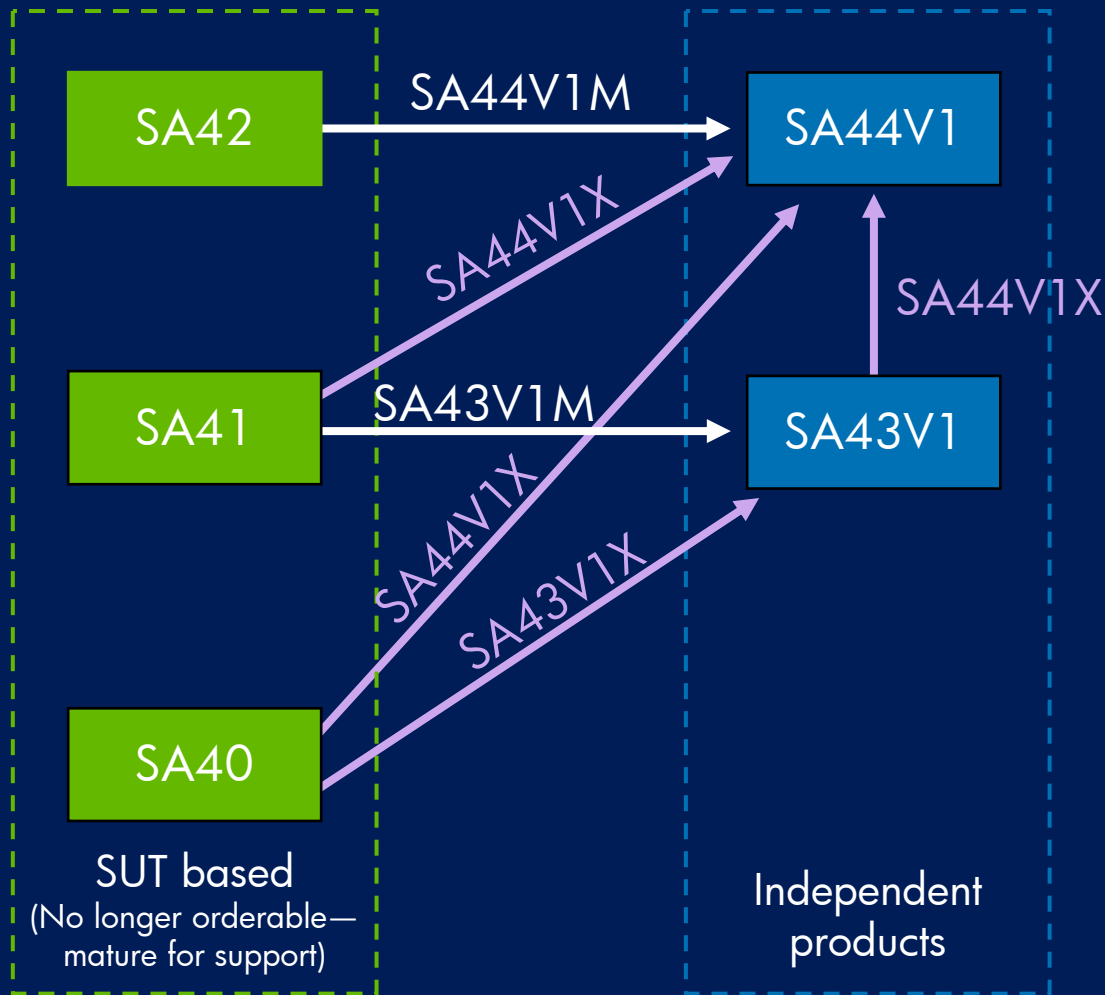 SA44V1M
SA42
SA44V1
SA44V1X
SA44V1X
SA43V1M
SA41
SA43V1
SA44V1X
SA43V1X
SA40
SUT based
(No longer orderable—
mature for support)
Independent
products